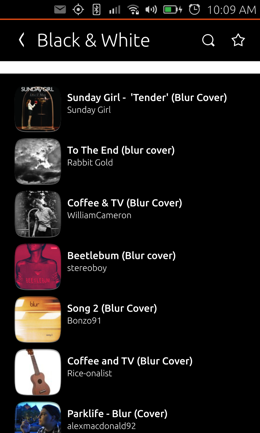 10:09 AM
Black & White
SUNDAYGIRL
Sunday Girl - 'Tender' (Blur Cover)
Sunday Girl
To The End (blur cover)
Rabbit Gold
Coffee & TV (Blur Cover)
WilliamCameron
Beetlebum (Blur cover)
stereoboy
blur
Song 2 (Blur Cover)
Bonzo91
Coffee and TV (Blur Cover)
Rice-onalist
Parklife - Blur (Cover)
alexmacdonald92